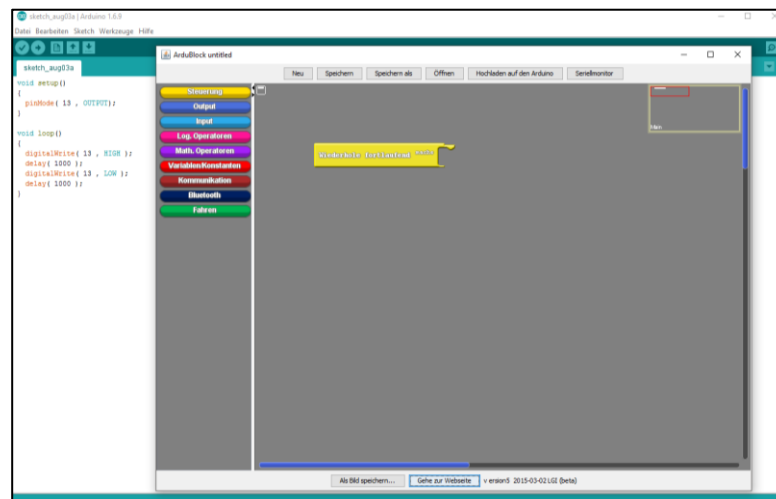 sketch_aug03a | Arduino 1.6.9
Datei Bearbeiten Sketch Werkzeuge Hilfe
sketch_aug03a
void setup()
{
pinMode( 13 , OUTPUT);
}
void loop()
{
digitalWrite( 13 , HIGH );
delay( 1000 );
digitalWrite( 13 , LOW );
delay( 1000 );
}
ArduBlock untitled
Neu Speichern Speichern als Öffnen Hochladen auf den Arduino Seriellmonitor
Steuerung
Output
Input
Log. Operatoren
Math. Operatoren
Variablen/Konstanten
Kommunikation
Bluetooth
Fahren
Wiederhole fortlaufend
Main
Als Bild speichern... Gehe zur Webseite v ersion5 2015-03-02 LGI (beta)